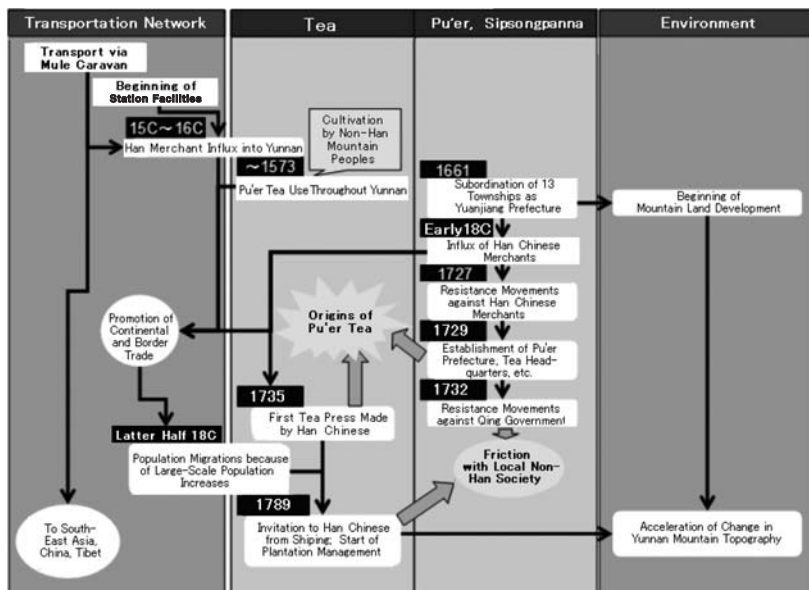 Transportation Network
Transport via
Mule Caravan
Beginning of
Station Facilities
15C~16C
Han Merchant Influx into Yunnan
Promotion of
Continental
and Border
Trade
Latter Half 18C
Population Migrations because
of Large-Scale Population
Increases
To South-
East Asia,
China, Tibet
Tea
Cultivation
by Non-Han
Mountain
Peoples
~1573
Pu'er Tea Use Throughout Yunnan
Origins of
Pu'er Tea
1735
First Tea Press Made
by Han Chinese
1789
Invitation to Han Chinese
from Shiping; Start of
Plantation Management
Pu'er, Sipsongpanna
1661
Subordination of 13
Townships as
Yuanjiang Prefecture
Early18C
Influx of Han Chinese
Merchants
1727
Resistance Movements
against Han Chinese
Merchants
1729
Establishment of Pu'er
Prefecture, Tea Head-
quarters, etc.
1732
Resistance Movements
against Qing Government
Friction
with Local Non-
Han Society
Environment
Beginning of
Mountain Land Development
Acceleration of Change in
Yunnan Mountain Topography